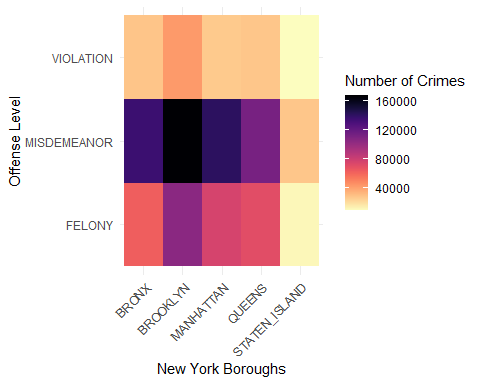 VIOLATION
MISDEMEANOR
FELONY
Offense Level
BRONX
BROOKLYN
MANHATTAN
QUEENS
STATEN_ISLAND
New York Boroughs
Number of Crimes
160000
120000
80000
40000